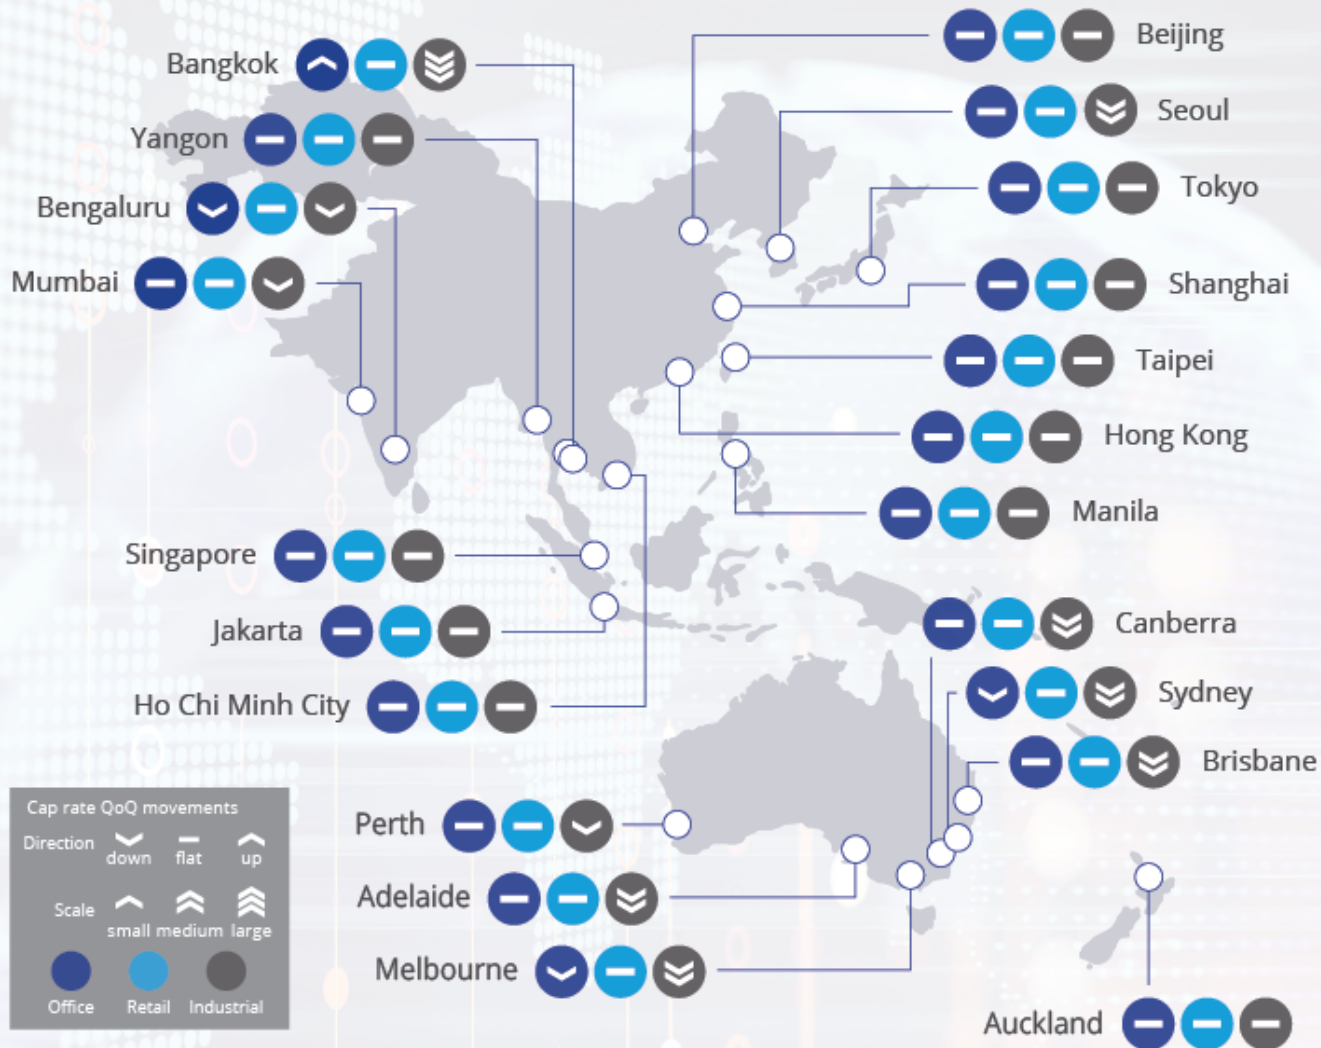 Beijing
Bangkok
Seoul
Yangon
Tokyo
Bengaluru
Mumbai
Shanghai
Taipei
Hong Kong
Manila
Singapore
Canberra
Jakarta
Sydney
Ho Chi Minh City
Brisbane
Perth
Adelaide
Melbourne
Auckland
Cap rate QoQ movements
Direction
down flat up
Scale
small medium large
Office Retail Industrial